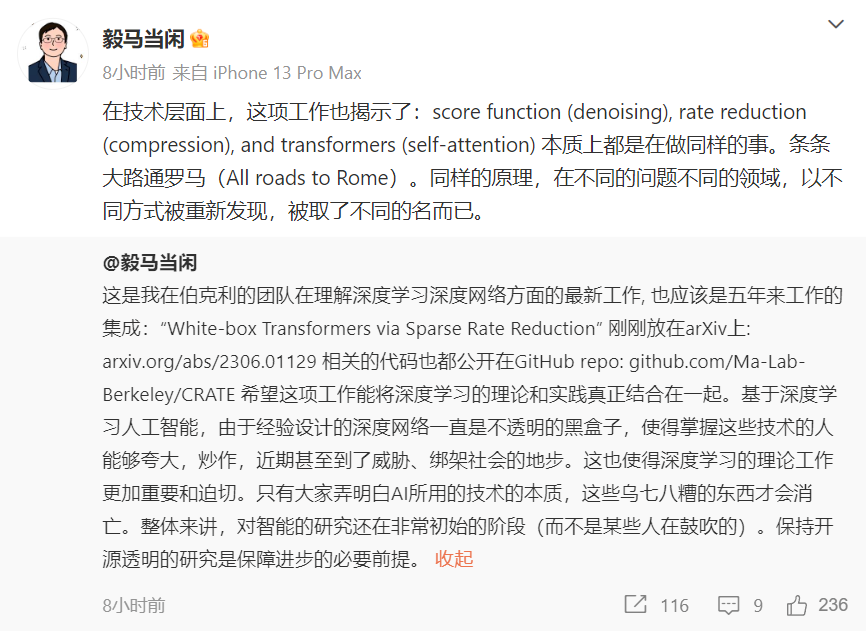 毅马当闲
8小时前 来自 iPhone 13 Pro Max
在技术层面上，这项工作也揭示了：score function (denoising), rate reduction
(compression), and transformers (self-attention) 本质上都是在做同样的事。条条
大路通罗马（All roads to Rome）。同样的原理，在不同的问题不同的领域，以不
同方式被重新发现，被取了不同的名而已。
@毅马当闲
这是我在伯克利的团队在理解深度学习深度网络方面的最新工作, 也应该是五年来工作的
集成：“White-box Transformers via Sparse Rate Reduction” 刚刚放在arXiv上:
arxiv.org/abs/2306.01129 相关的代码也都公开在GitHub repo: github.com/Ma-Lab-
Berkeley/CRATE 希望这项工作能将深度学习的理论和实践真正结合在一起。基于深度学
习人工智能，由于经验设计的深度网络一直是不透明的黑盒子，使得掌握这些技术的人
能够夸大，炒作，近期甚至到了威胁、绑架社会的地步。这也使得深度学习的理论工作
更加重要和迫切。只有大家弄明白AI所用的技术的本质，这些乌七八糟的东西才会消
亡。整体来讲，对智能的研究还在非常初始的阶段（而不是某些人在鼓吹的）。保持开
源透明的研究是保障进步的必要前提。 收起
8小时前 116 9 236